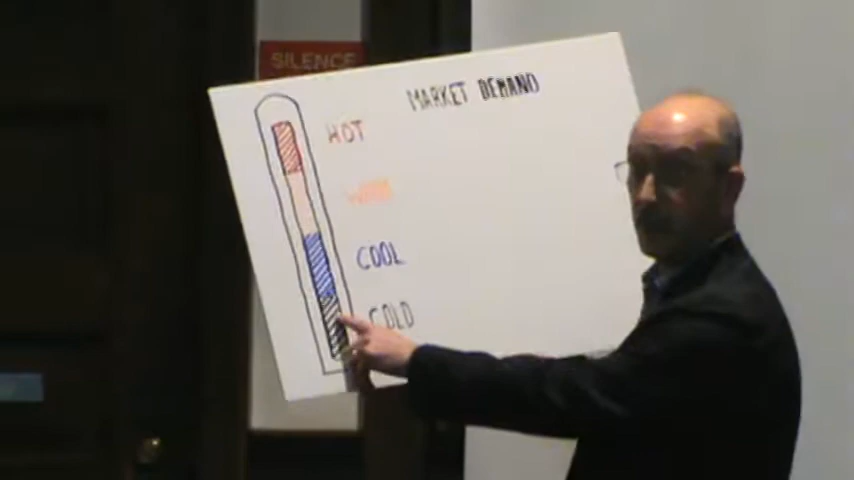 SILENCE
MARKET DEMAND
HOT
WARM
COOL
COLD